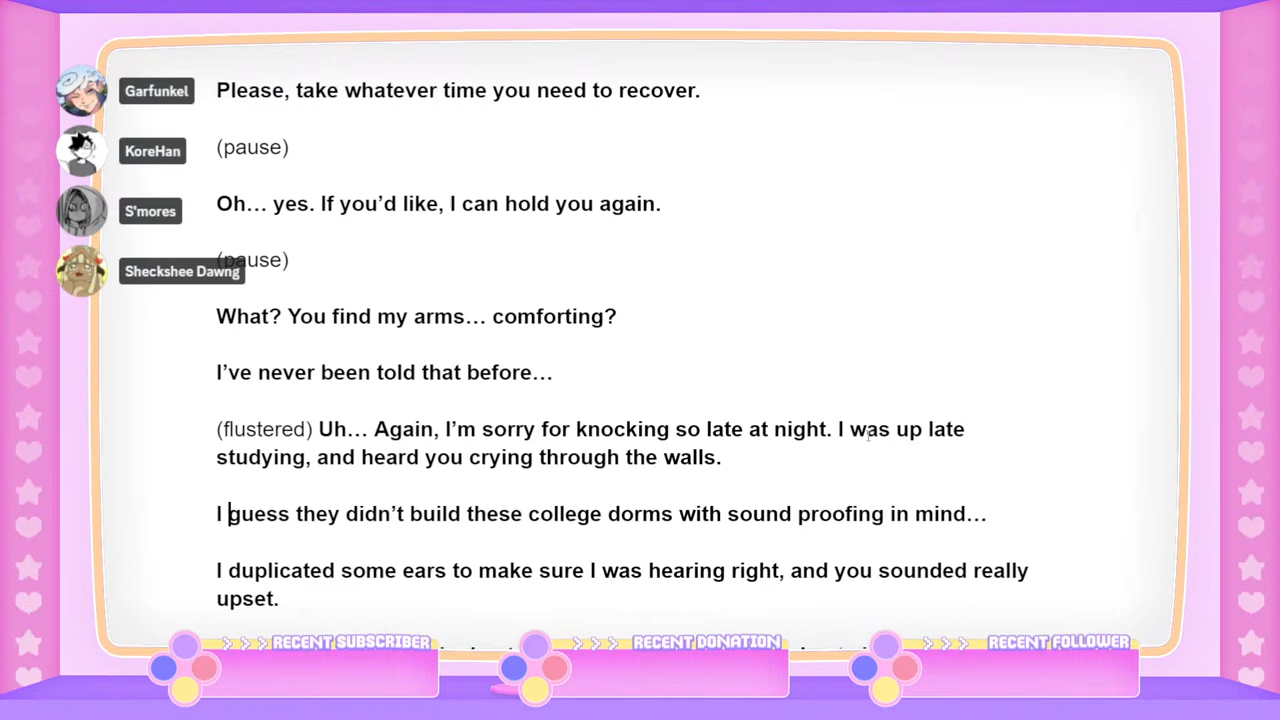 Garfunkel
Please, take whatever time you need to recover.
KoreHan
(pause)
S'mores
Oh… yes. If you’d like, I can hold you again.
(pause)
Sheckshee Dawng
What? You find my arms… comforting?
I’ve never been told that before…
(flustered) Uh… Again, I’m sorry for knocking so late at night. I was up late
studying, and heard you crying through the walls.
I guess they didn’t build these college dorms with sound proofing in mind…
I duplicated some ears to make sure I was hearing right, and you sounded really
upset.
> > > RECENT SUBSCRIBER
> > > RECENT DONATION
> > > RECENT FOLLOWER